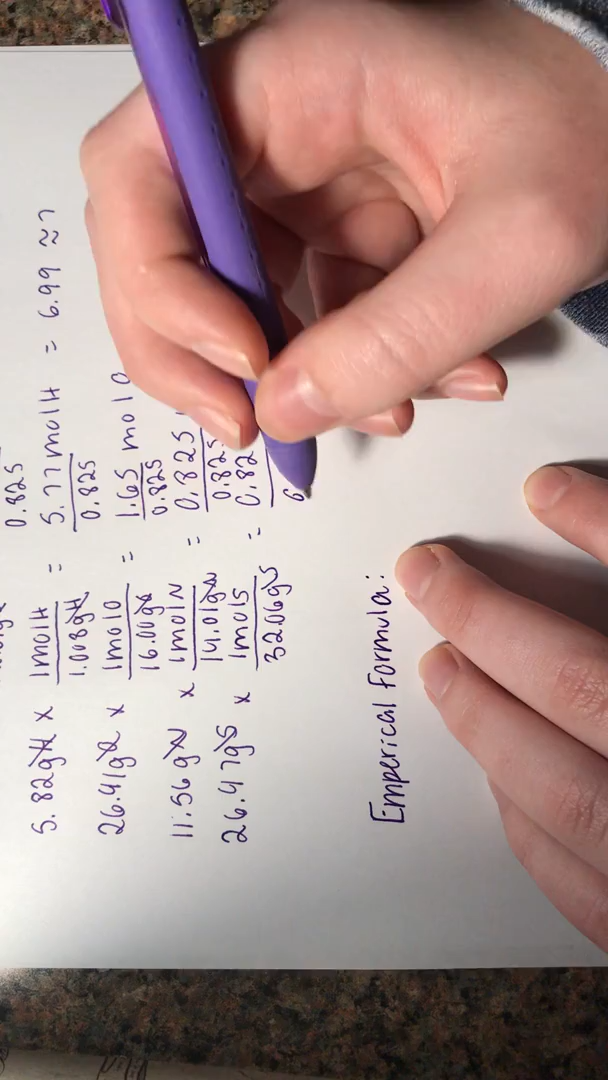 0.825
5.82gH x 1molH / 1.008gH = 5.77molH / 0.825 = 6.99 ≈ 7
26.41gO x 1molO / 16.00gO = 1.65 mol O / 0.825
11.56gN x 1molN / 14.01gN = 0.825 / 0.825
26.47gS x 1molS / 32.06gS = 0.82
Emperical Formula: